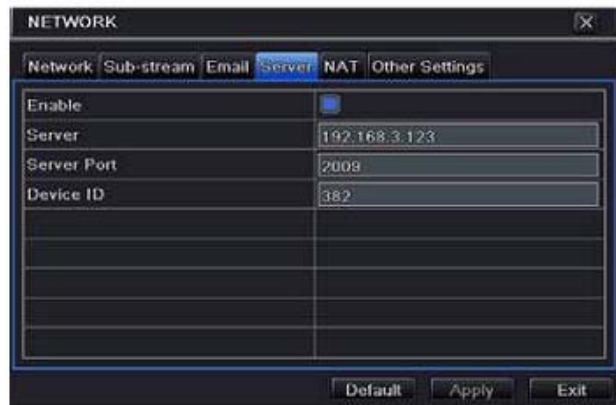 NETWORK
Network Sub-stream Email Server NAT Other Settings
Enable
Server 192.168.3.123
Server Port 2009
Device ID 382
Default Apply Exit